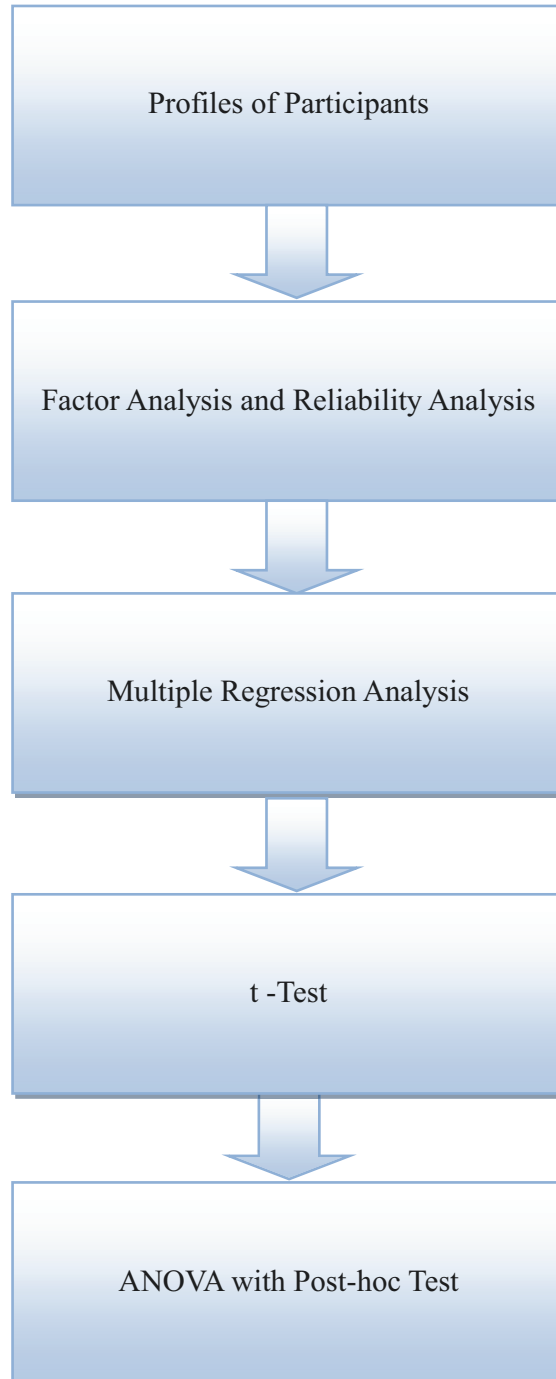 Profiles of Participants
Factor Analysis and Reliability Analysis
Multiple Regression Analysis
t -Test
ANOVA with Post-hoc Test